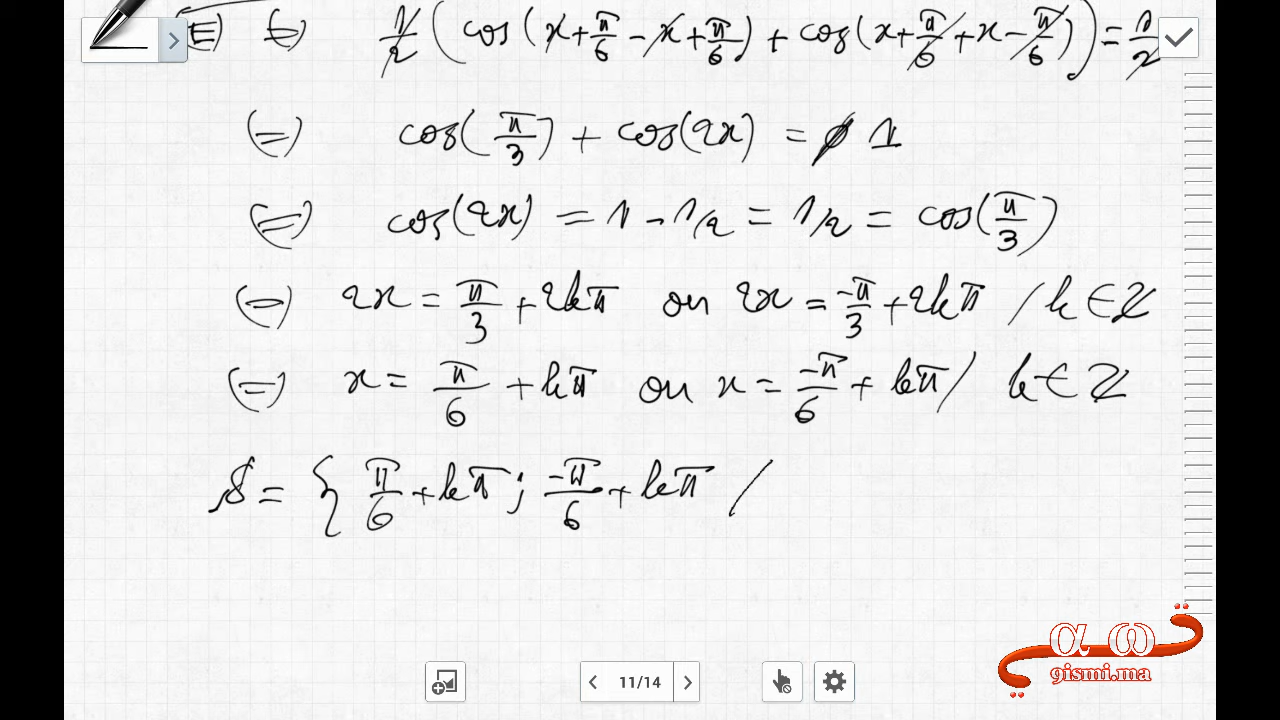 (E) ⇔ 1/2 (cos(x + π/6 − x + π/6) + cos(x + π/6 + x − π/6)) = 1/2
⇔ cos(π/3) + cos(2x) = 1
⇔ cos(2x) = 1 − 1/2 = 1/2 = cos(π/3)
⇔ 2x = π/3 + 2kπ ou 2x = −π/3 + 2kπ / k ∈ ℤ
⇔ x = π/6 + kπ ou x = −π/6 + kπ / k ∈ ℤ
S = { π/6 + kπ ; −π/6 + kπ /
α ω
gismi.ma
11/14